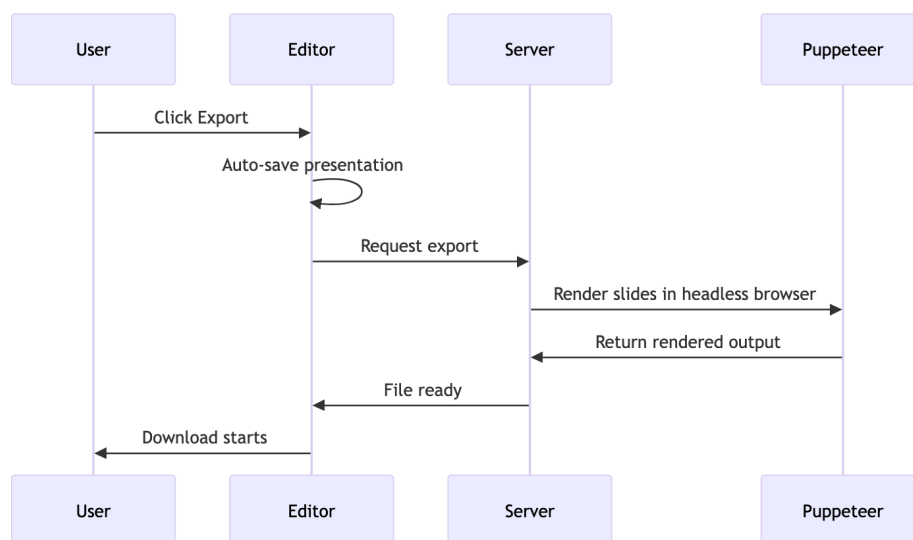 User
Editor
Server
Puppeteer
Click Export
Auto-save presentation
Request export
Render slides in headless browser
Return rendered output
File ready
Download starts
User
Editor
Server
Puppeteer